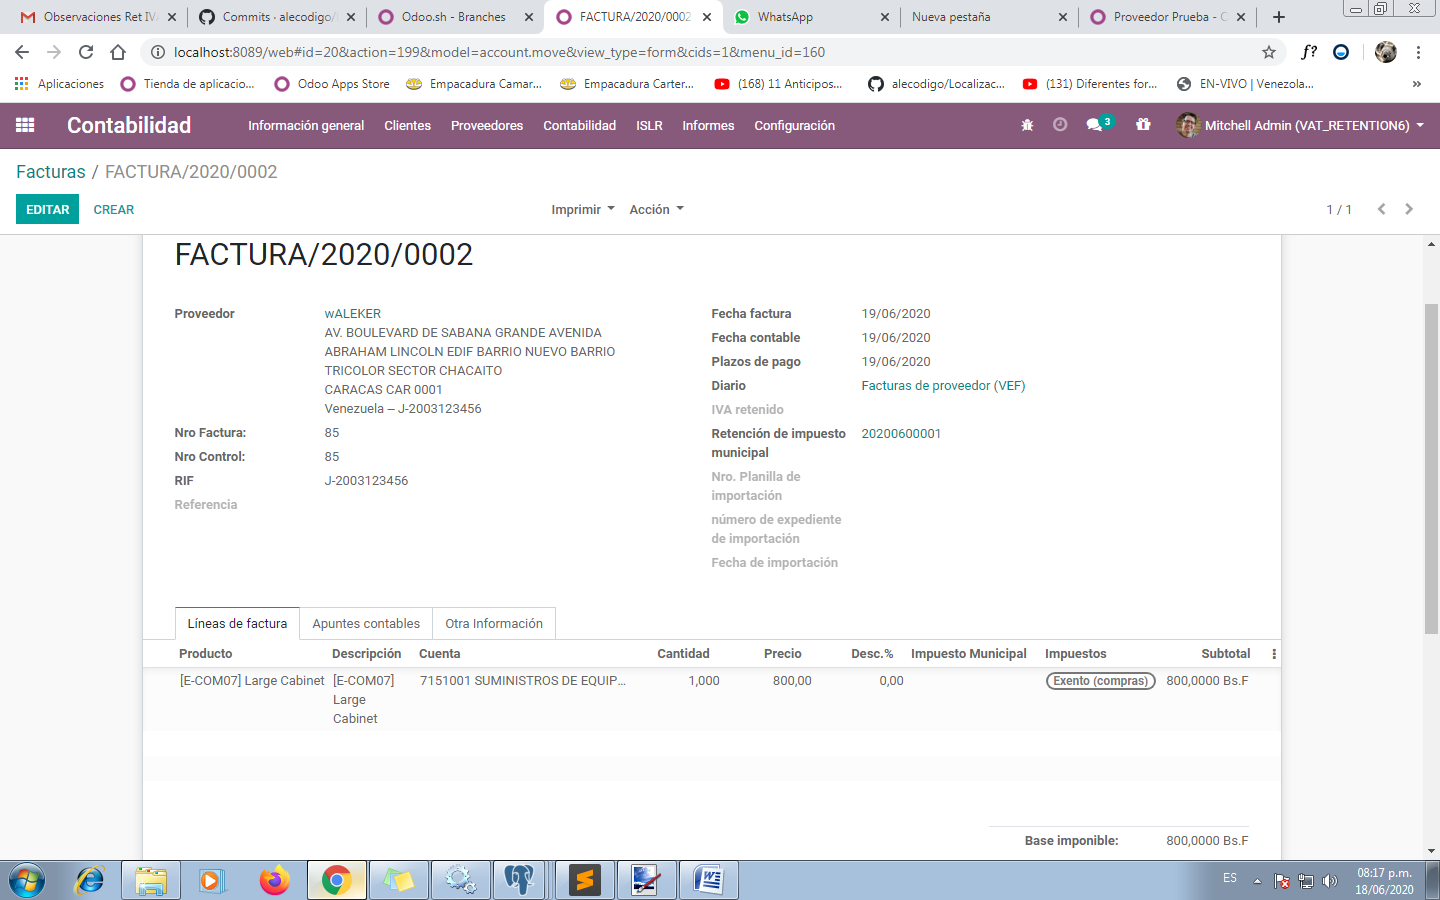 Observaciones Ret IV
Commits · alecodigo/
Odoo.sh - Branches
FACTURA/2020/0002
WhatsApp
Nueva pestaña
Proveedor Prueba - C
localhost:8089/web#id=20&action=199&model=account.move&view_type=form&cids=1&menu_id=160
f?
Aplicaciones
Tienda de aplicacio...
Odoo Apps Store
Empacadura Camar...
Empacadura Carter...
(168) 11 Anticipos...
alecodigo/Localizac...
(131) Diferentes for...
EN-VIVO | Venezola...
»
Contabilidad
Información general
Clientes
Proveedores
Contabilidad
ISLR
Informes
Configuración
3
Mitchell Admin (VAT_RETENTION6)
Facturas / FACTURA/2020/0002
EDITAR
CREAR
Imprimir
Acción
1 / 1
FACTURA/2020/0002
Proveedor
wALEKER
AV. BOULEVARD DE SABANA GRANDE AVENIDA
ABRAHAM LINCOLN EDIF BARRIO NUEVO BARRIO
TRICOLOR SECTOR CHACAITO
CARACAS CAR 0001
Venezuela – J-2003123456
Nro Factura: 85
Nro Control: 85
RIF J-2003123456
Referencia
Fecha factura 19/06/2020
Fecha contable 19/06/2020
Plazos de pago 19/06/2020
Diario Facturas de proveedor (VEF)
IVA retenido
Retención de impuesto 20200600001
municipal
Nro. Planilla de
importación
número de expediente
de importación
Fecha de importación
Líneas de factura
Apuntes contables
Otra Información
Producto Descripción Cuenta Cantidad Precio Desc.% Impuesto Municipal Impuestos Subtotal
[E-COM07] Large Cabinet [E-COM07] 7151001 SUMINISTROS DE EQUIP... 1,000 800,00 0,00 Exento (compras) 800,0000 Bs.F
Large
Cabinet
Base imponible: 800,0000 Bs.F
ES
08:17 p.m.
18/06/2020